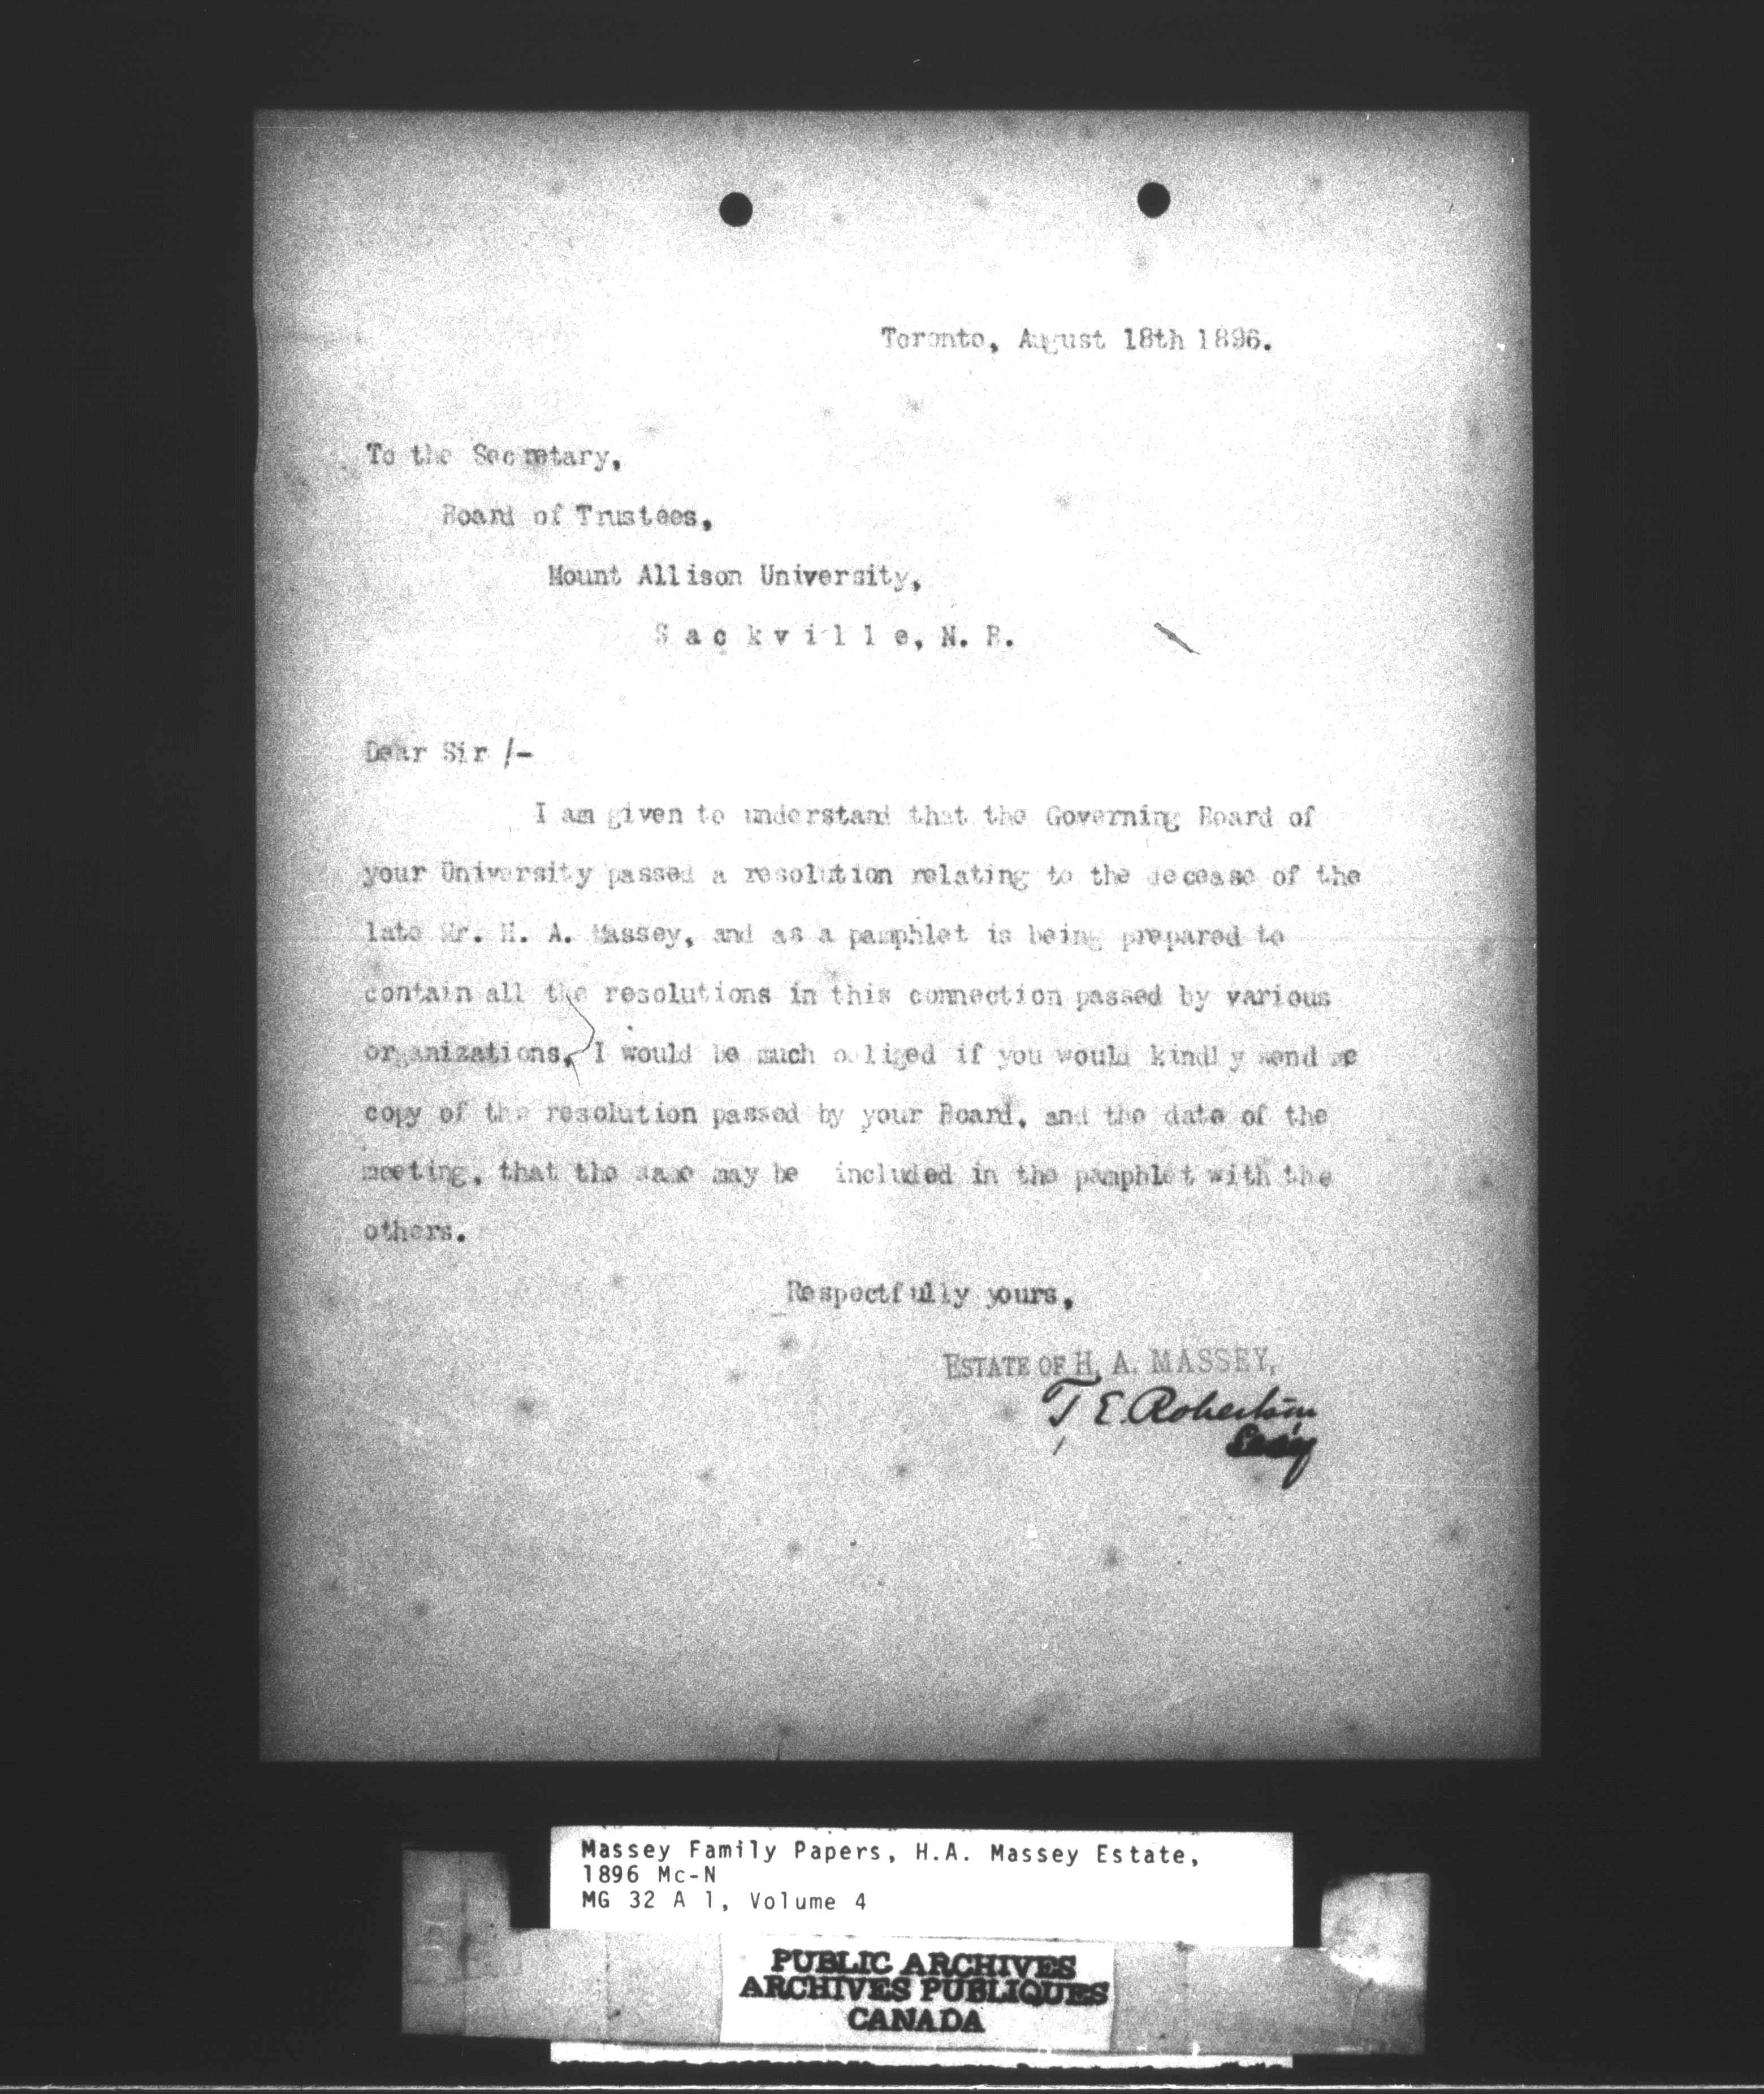 Toronto, August 18th 1896.
To the Secretary,
Board of Trustees,
Mount Allison University,
Sackville, N. B.
Dear Sir /-
I am given to understand that the Governing Board of
your University passed a resolution relating to the decease of the
late Mr. H. A. Massey, and as a pamphlet is being prepared to
contain all the resolutions in this connection passed by various
organizations, I would be much obliged if you would kindly send me
copy of the resolution passed by your Board, and the date of the
meeting, that the same may be included in the pamphlet with the
others.
Respectfully yours,
ESTATE OF H. A. MASSEY,
T E. Robertson
Secy
Massey Family Papers, H.A. Massey Estate,
1896 Mc-N
MG 32 A 1, Volume 4
PUBLIC ARCHIVES
ARCHIVES PUBLIQUES
CANADA